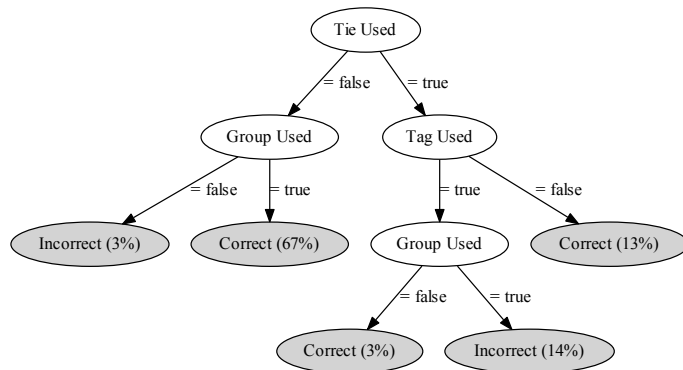 Tie Used
= false
= true
Group Used
Tag Used
= false
= true
= true
= false
Incorrect (3%)
Correct (67%)
Group Used
Correct (13%)
= false
= true
Correct (3%)
Incorrect (14%)